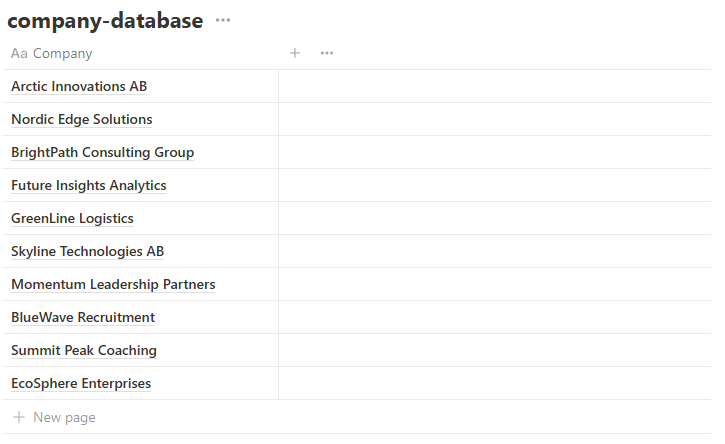 company-database
Aa Company
Arctic Innovations AB
Nordic Edge Solutions
BrightPath Consulting Group
Future Insights Analytics
GreenLine Logistics
Skyline Technologies AB
Momentum Leadership Partners
BlueWave Recruitment
Summit Peak Coaching
EcoSphere Enterprises
New page